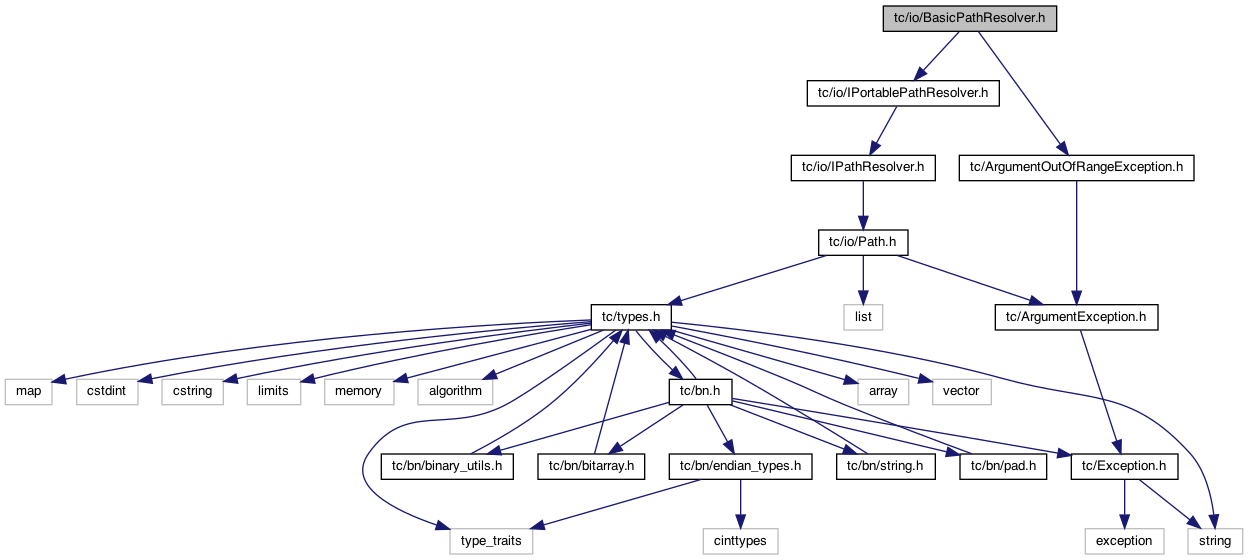 tc/io/BasicPathResolver.h
tc/io/IPortablePathResolver.h
tc/io/IPathResolver.h
tc/ArgumentOutOfRangeException.h
tc/io/Path.h
tc/types.h
list
tc/ArgumentException.h
map
cstdint
cstring
limits
memory
algorithm
tc/bn.h
array
vector
tc/bn/binary_utils.h
tc/bn/bitarray.h
tc/bn/endian_types.h
tc/bn/string.h
tc/bn/pad.h
tc/Exception.h
type_traits
cinttypes
exception
string